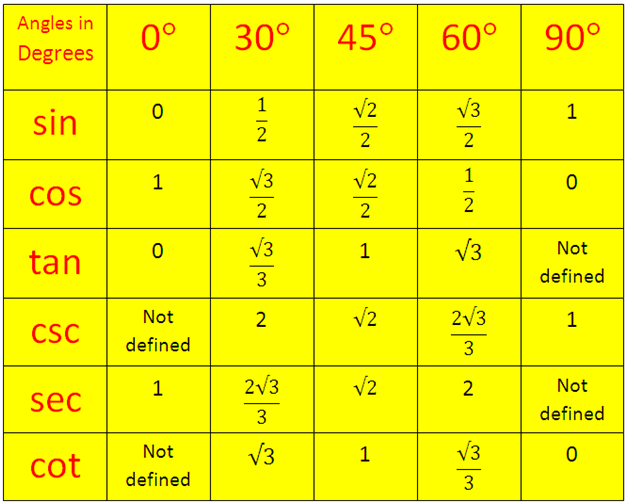 Angles in Degrees 0° 30° 45° 60° 90°
sin 0 1/2 √2/2 √3/2 1
cos 1 √3/2 √2/2 1/2 0
tan 0 √3/3 1 √3 Not defined
csc Not defined 2 √2 2√3/3 1
sec 1 2√3/3 √2 2 Not defined
cot Not defined √3 1 √3/3 0